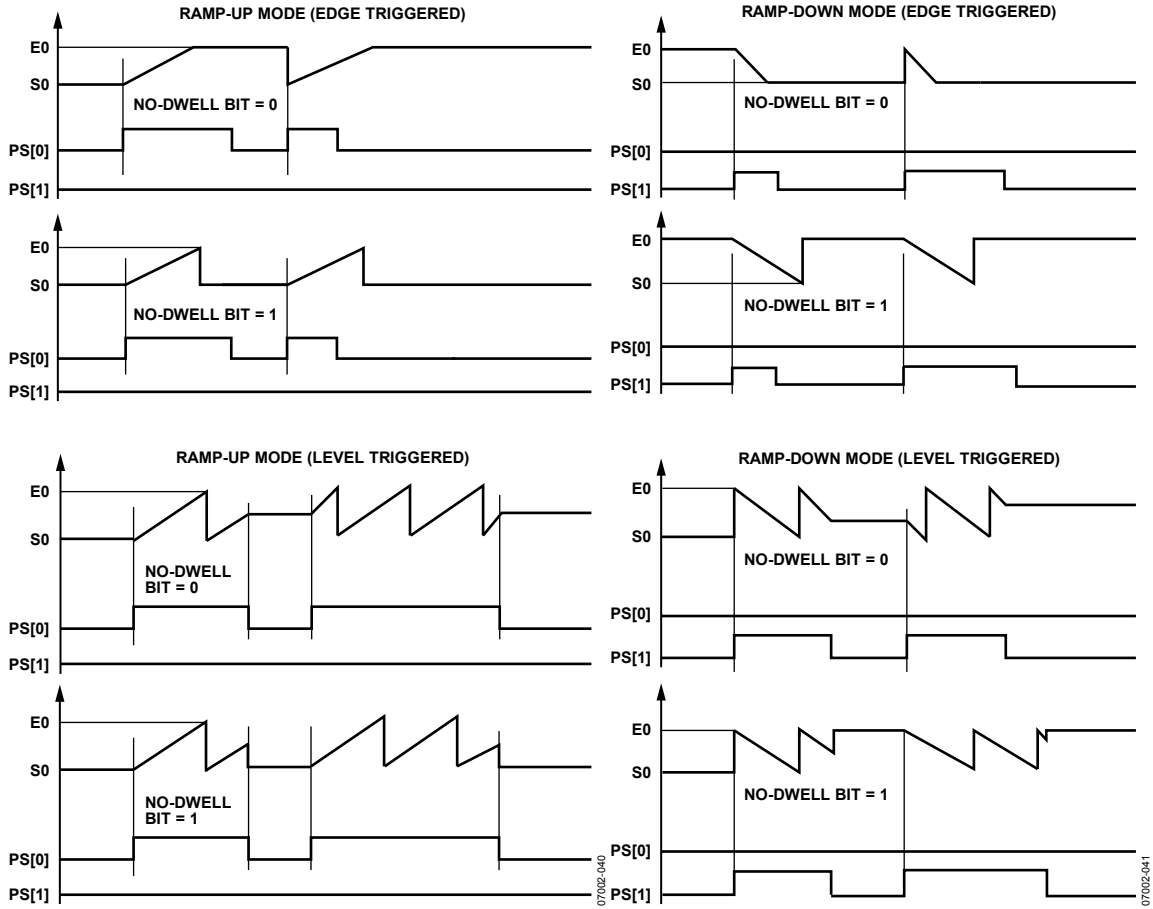 RAMP-UP MODE (EDGE TRIGGERED)
E0
S0
NO-DWELL BIT = 0
PS[0]
PS[1]
E0
S0
NO-DWELL BIT = 1
PS[0]
PS[1]
RAMP-DOWN MODE (EDGE TRIGGERED)
E0
S0
NO-DWELL BIT = 0
PS[0]
PS[1]
E0
S0
NO-DWELL BIT = 1
PS[0]
PS[1]
RAMP-UP MODE (LEVEL TRIGGERED)
E0
S0
NO-DWELL
BIT = 0
PS[0]
PS[1]
E0
S0
NO-DWELL
BIT = 1
PS[0]
PS[1]
07002-040
RAMP-DOWN MODE (LEVEL TRIGGERED)
E0
S0
NO-DWELL BIT = 0
PS[0]
PS[1]
E0
S0
NO-DWELL BIT = 1
PS[0]
PS[1]
07002-041